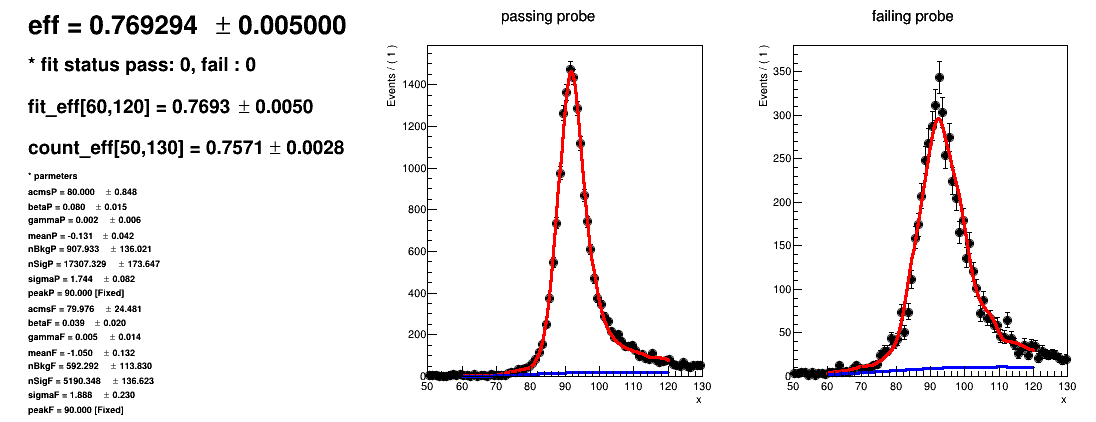 eff = 0.769294 ± 0.005000
* fit status pass: 0, fail : 0
fit_eff[60,120] = 0.7693 ± 0.0050
count_eff[50,130] = 0.7571 ± 0.0028
* parmeters
acmsP = 80.000 ± 0.848
betaP = 0.080 ± 0.015
gammaP = 0.002 ± 0.006
meanP = -0.131 ± 0.042
nBkgP = 907.933 ± 136.021
nSigP = 17307.329 ± 173.647
sigmaP = 1.744 ± 0.082
peakP = 90.000 [Fixed]
acmsF = 79.976 ± 24.481
betaF = 0.039 ± 0.020
gammaF = 0.005 ± 0.014
meanF = -1.050 ± 0.132
nBkgF = 592.292 ± 113.830
nSigF = 5190.348 ± 136.623
sigmaF = 1.888 ± 0.230
peakF = 90.000 [Fixed]
passing probe
Events / ( 1 )
1400
1200
1000
800
600
400
200
0
50 60 70 80 90 100 110 120 130
x
failing probe
Events / ( 1 )
350
300
250
200
150
100
50
0
50 60 70 80 90 100 110 120 130
x